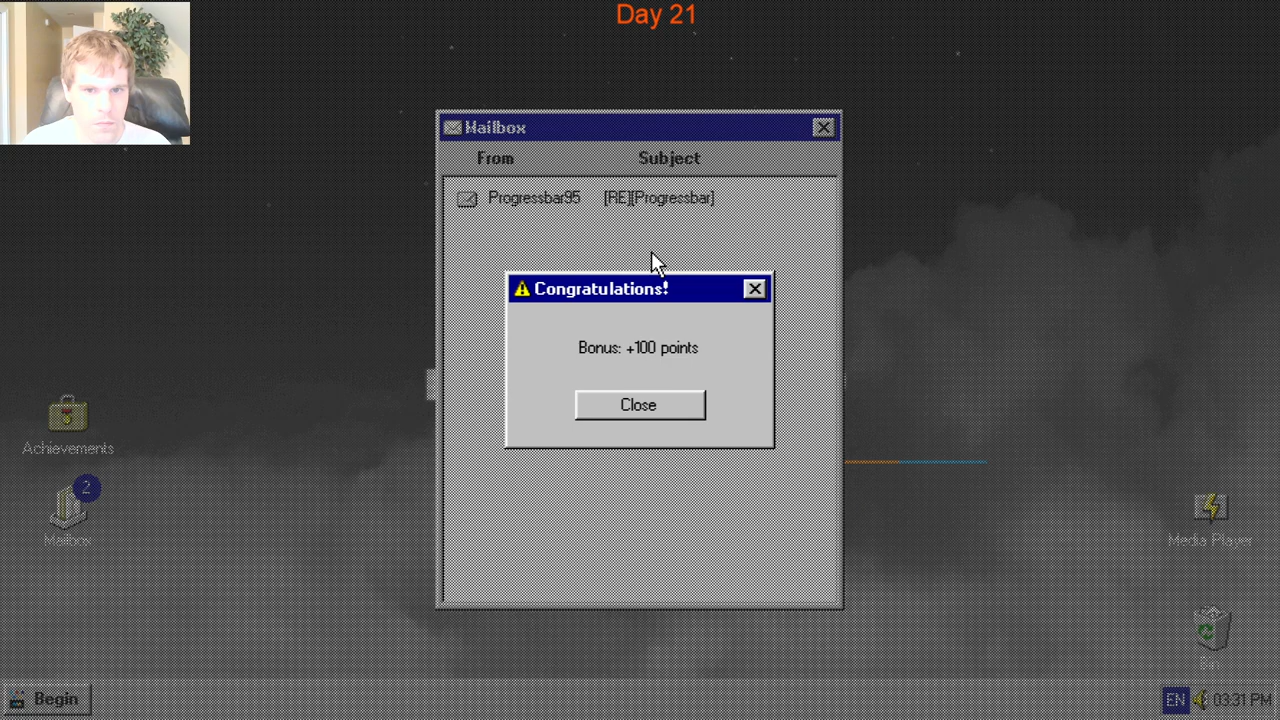 Day 21
Mailbox
From Subject
Progressbar95 [RE][Progressbar]
Congratulations!
Bonus: +100 points
Close
Achievements
2
Mailbox
Media Player
Bin
Begin
EN 03:31 PM